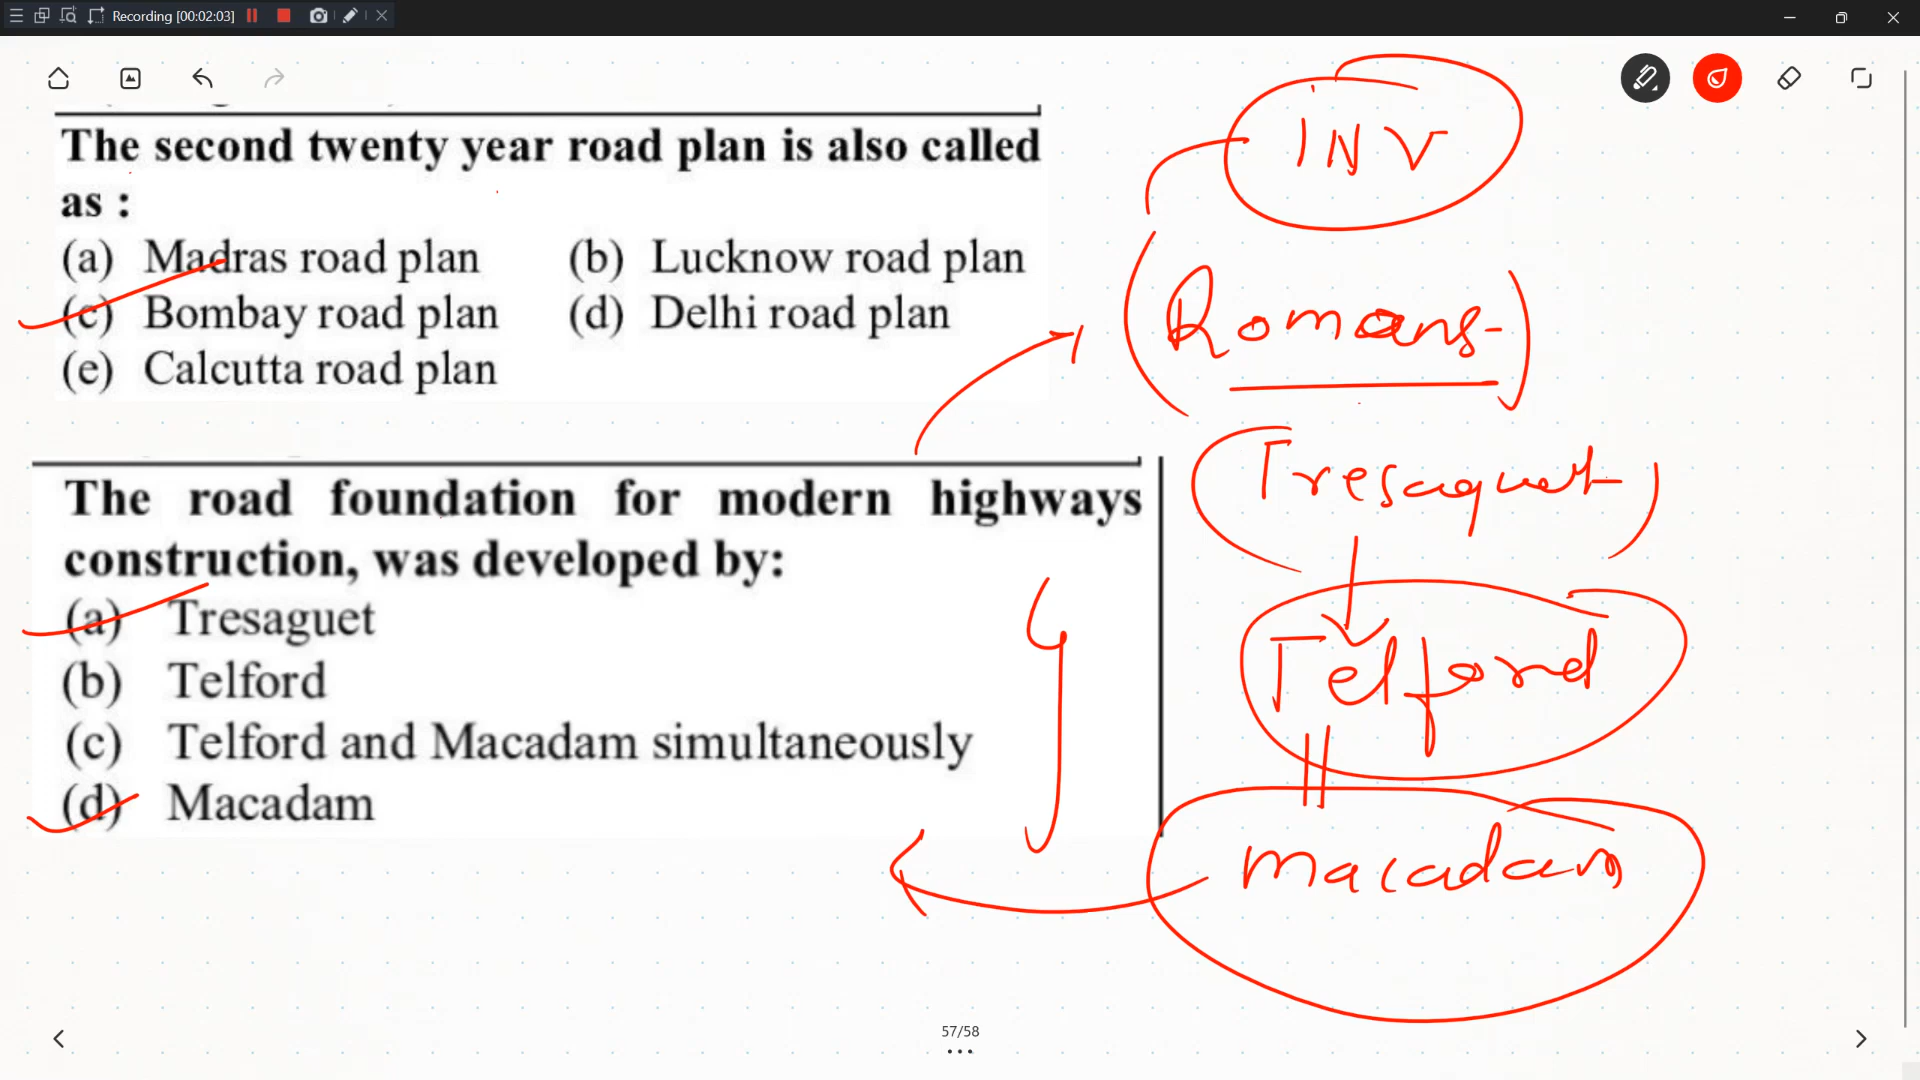 Recording [00:02:03]
The second twenty year road plan is also called
as :
(a) Madras road plan (b) Lucknow road plan
(c) Bombay road plan (d) Delhi road plan
(e) Calcutta road plan
The road foundation for modern highways
construction, was developed by:
(a) Tresaguet
(b) Telford
(c) Telford and Macadam simultaneously
(d) Macadam
INV
Romans
Tresaguet
Telford
macadam
57/58